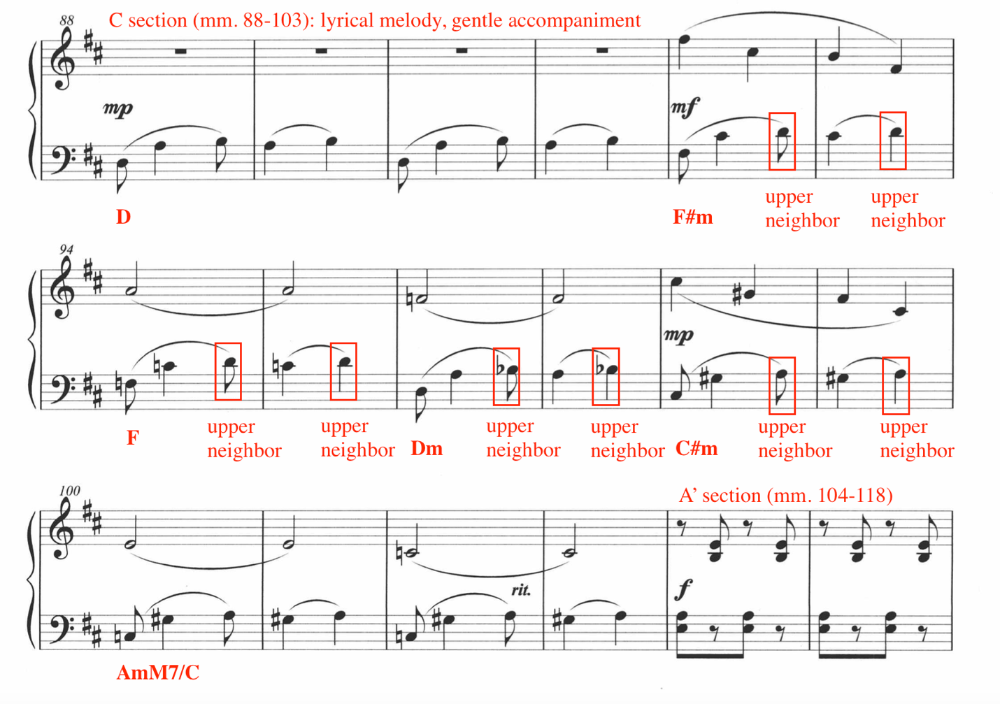 88 C section (mm. 88-103): lyrical melody, gentle accompaniment
mp mf
upper upper
D F#m neighbor neighbor
94
mp
upper upper upper upper upper upper
F neighbor neighbor Dm neighbor neighbor C#m neighbor neighbor
100 A’ section (mm. 104-118)
rit. f
AmM7/C